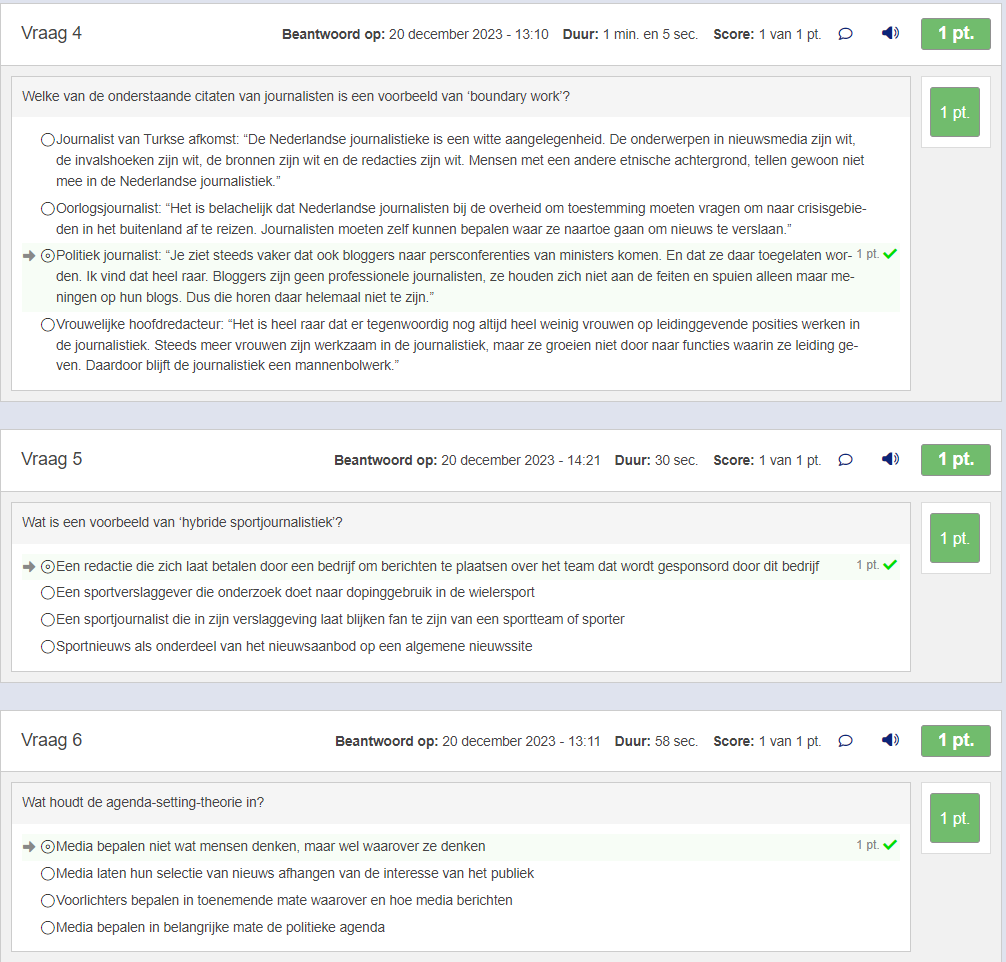 Vraag 4 Beantwoord op: 20 december 2023 - 13:10 Duur: 1 min. en 5 sec. Score: 1 van 1 pt. 1 pt.
Welke van de onderstaande citaten van journalisten is een voorbeeld van ‘boundary work’?
1 pt.
Journalist van Turkse afkomst: “De Nederlandse journalistieke is een witte aangelegenheid. De onderwerpen in nieuwsmedia zijn wit,
de invalshoeken zijn wit, de bronnen zijn wit en de redacties zijn wit. Mensen met een andere etnische achtergrond, tellen gewoon niet
mee in de Nederlandse journalistiek.”
Oorlogsjournalist: “Het is belachelijk dat Nederlandse journalisten bij de overheid om toestemming moeten vragen om naar crisisgebie-
den in het buitenland af te reizen. Journalisten moeten zelf kunnen bepalen waar ze naartoe gaan om nieuws te verslaan.”
Politiek journalist: “Je ziet steeds vaker dat ook bloggers naar persconferenties van ministers komen. En dat ze daar toegelaten wor- 1 pt.
den. Ik vind dat heel raar. Bloggers zijn geen professionele journalisten, ze houden zich niet aan de feiten en spuien alleen maar me-
ningen op hun blogs. Dus die horen daar helemaal niet te zijn.”
Vrouwelijke hoofdredacteur: “Het is heel raar dat er tegenwoordig nog altijd heel weinig vrouwen op leidinggevende posities werken in
de journalistiek. Steeds meer vrouwen zijn werkzaam in de journalistiek, maar ze groeien niet door naar functies waarin ze leiding ge-
ven. Daardoor blijft de journalistiek een mannenbolwerk.”
Vraag 5 Beantwoord op: 20 december 2023 - 14:21 Duur: 30 sec. Score: 1 van 1 pt. 1 pt.
Wat is een voorbeeld van ‘hybride sportjournalistiek’?
1 pt.
Een redactie die zich laat betalen door een bedrijf om berichten te plaatsen over het team dat wordt gesponsord door dit bedrijf 1 pt.
Een sportverslaggever die onderzoek doet naar dopinggebruik in de wielersport
Een sportjournalist die in zijn verslaggeving laat blijken fan te zijn van een sportteam of sporter
Sportnieuws als onderdeel van het nieuwsaanbod op een algemene nieuwssite
Vraag 6 Beantwoord op: 20 december 2023 - 13:11 Duur: 58 sec. Score: 1 van 1 pt. 1 pt.
Wat houdt de agenda-setting-theorie in?
1 pt.
Media bepalen niet wat mensen denken, maar wel waarover ze denken 1 pt.
Media laten hun selectie van nieuws afhangen van de interesse van het publiek
Voorlichters bepalen in toenemende mate waarover en hoe media berichten
Media bepalen in belangrijke mate de politieke agenda